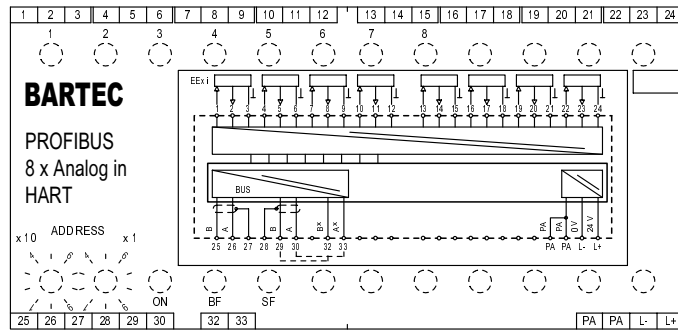 1 2 3 4 5 6 7 8 9 10 11 12 13 14 15 16 17 18 19 20 21 22 23 24
1 2 3 4 5 6 7 8
EEx i
BARTEC
1 2 3 4 5 6 7 8 9 10 11 12 13 14 15 16 17 18 19 20 21 22 23 24
PROFIBUS
8 x Analog in
HART
BUS
B A B A Bx Ax PA PA 0 V 24 V
ADDRESS
x 10 x 1
25 26 27 28 29 30 32 33 PA PA L- L+
ON BF SF
25 26 27 28 29 30 32 33 PA PA L- L+